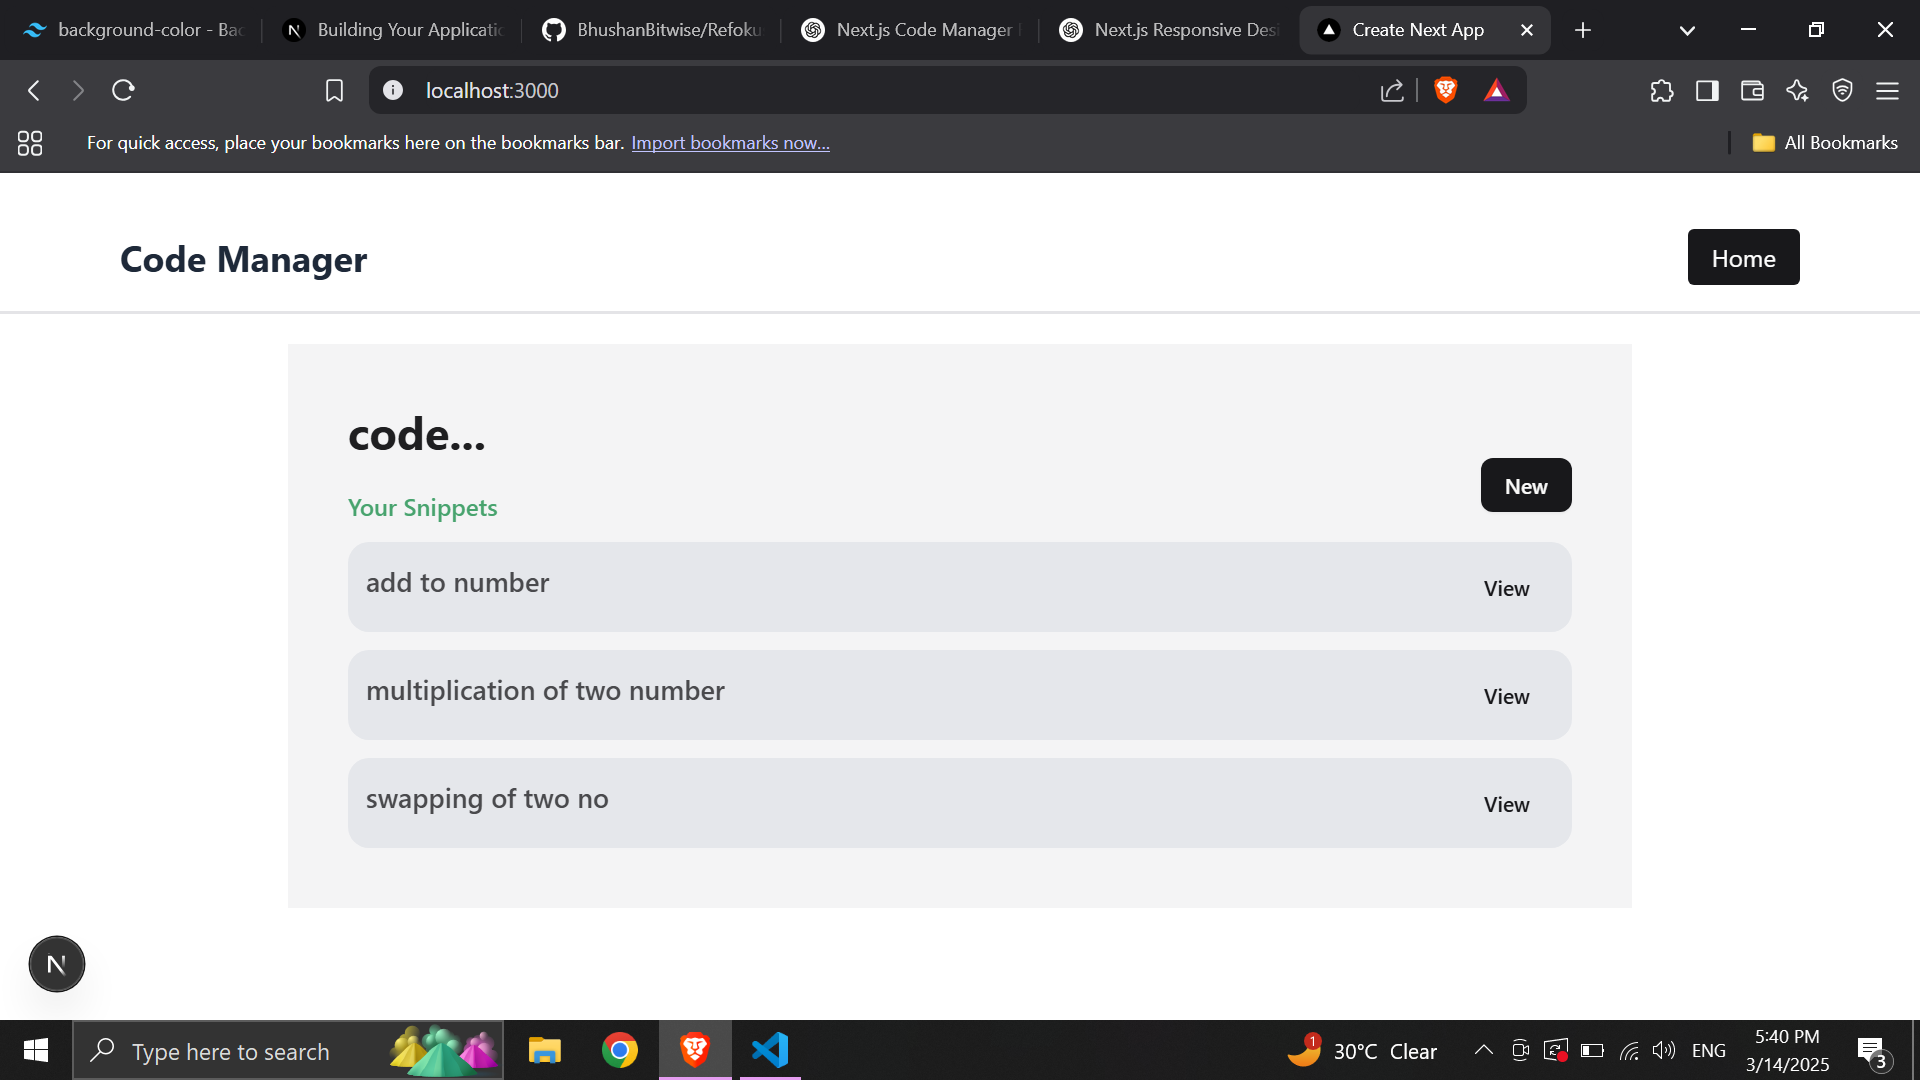 background-color - Bac
Building Your Applicatio
BhushanBitwise/Refoku
Next.js Code Manager
Next.js Responsive Desi
Create Next App
localhost:3000
For quick access, place your bookmarks here on the bookmarks bar. Import bookmarks now...
All Bookmarks
Code Manager
Home
code...
New
Your Snippets
add to number
View
multiplication of two number
View
swapping of two no
View
N
Type here to search
1
30°C Clear
ENG
5:40 PM
3/14/2025
3